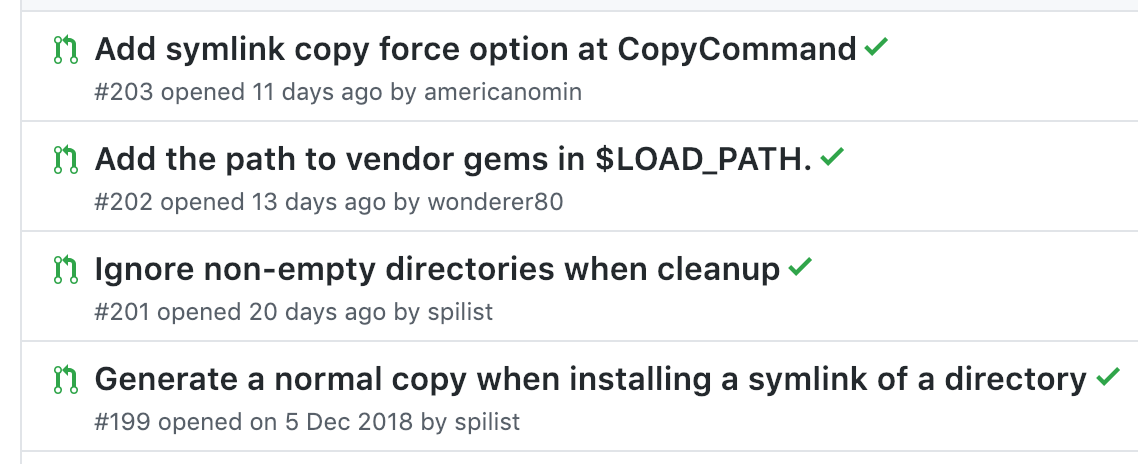 Add symlink copy force option at CopyCommand
#203 opened 11 days ago by americanomin
Add the path to vendor gems in $LOAD_PATH.
#202 opened 13 days ago by wonderer80
Ignore non-empty directories when cleanup
#201 opened 20 days ago by spilist
Generate a normal copy when installing a symlink of a directory
#199 opened on 5 Dec 2018 by spilist